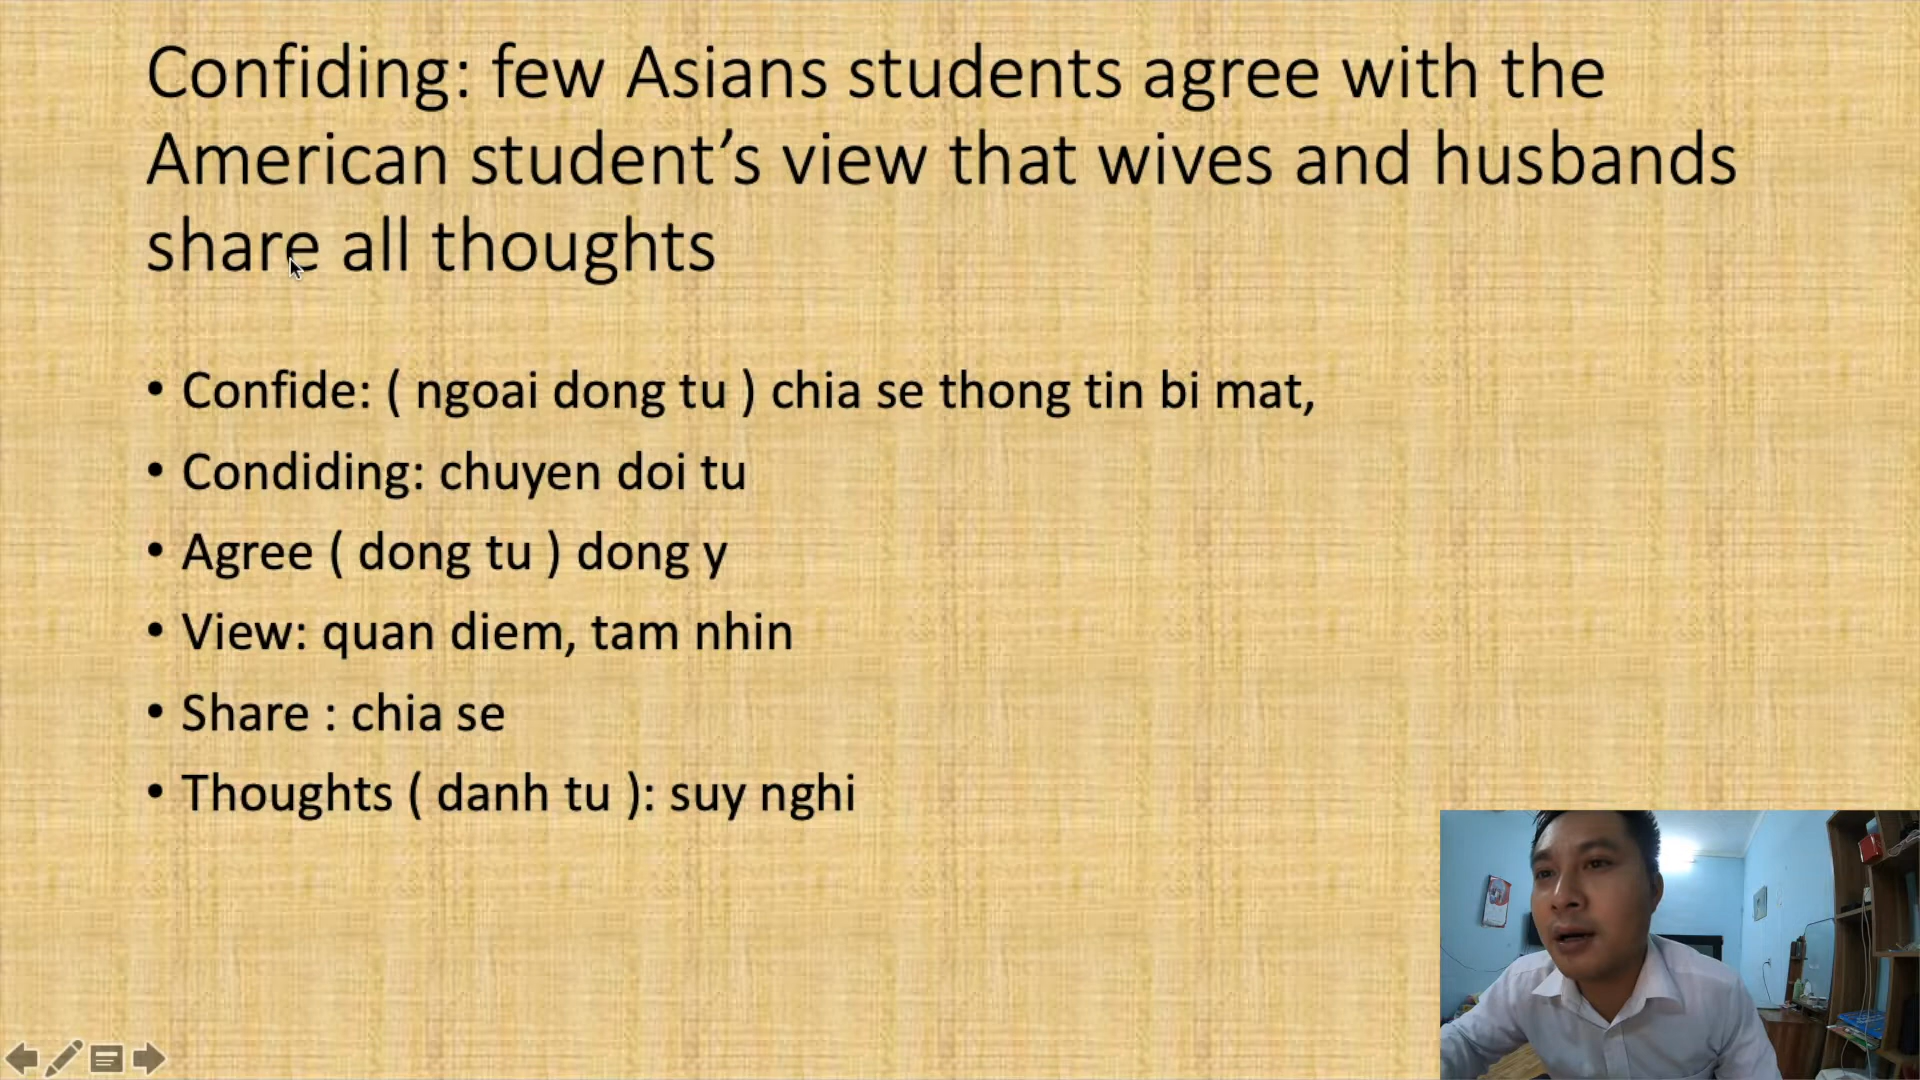 Confiding: few Asians students agree with the
American student’s view that wives and husbands
share all thoughts
• Confide: ( ngoai dong tu ) chia se thong tin bi mat,
• Condiding: chuyen doi tu
• Agree ( dong tu ) dong y
• View: quan diem, tam nhin
• Share : chia se
• Thoughts ( danh tu ): suy nghi